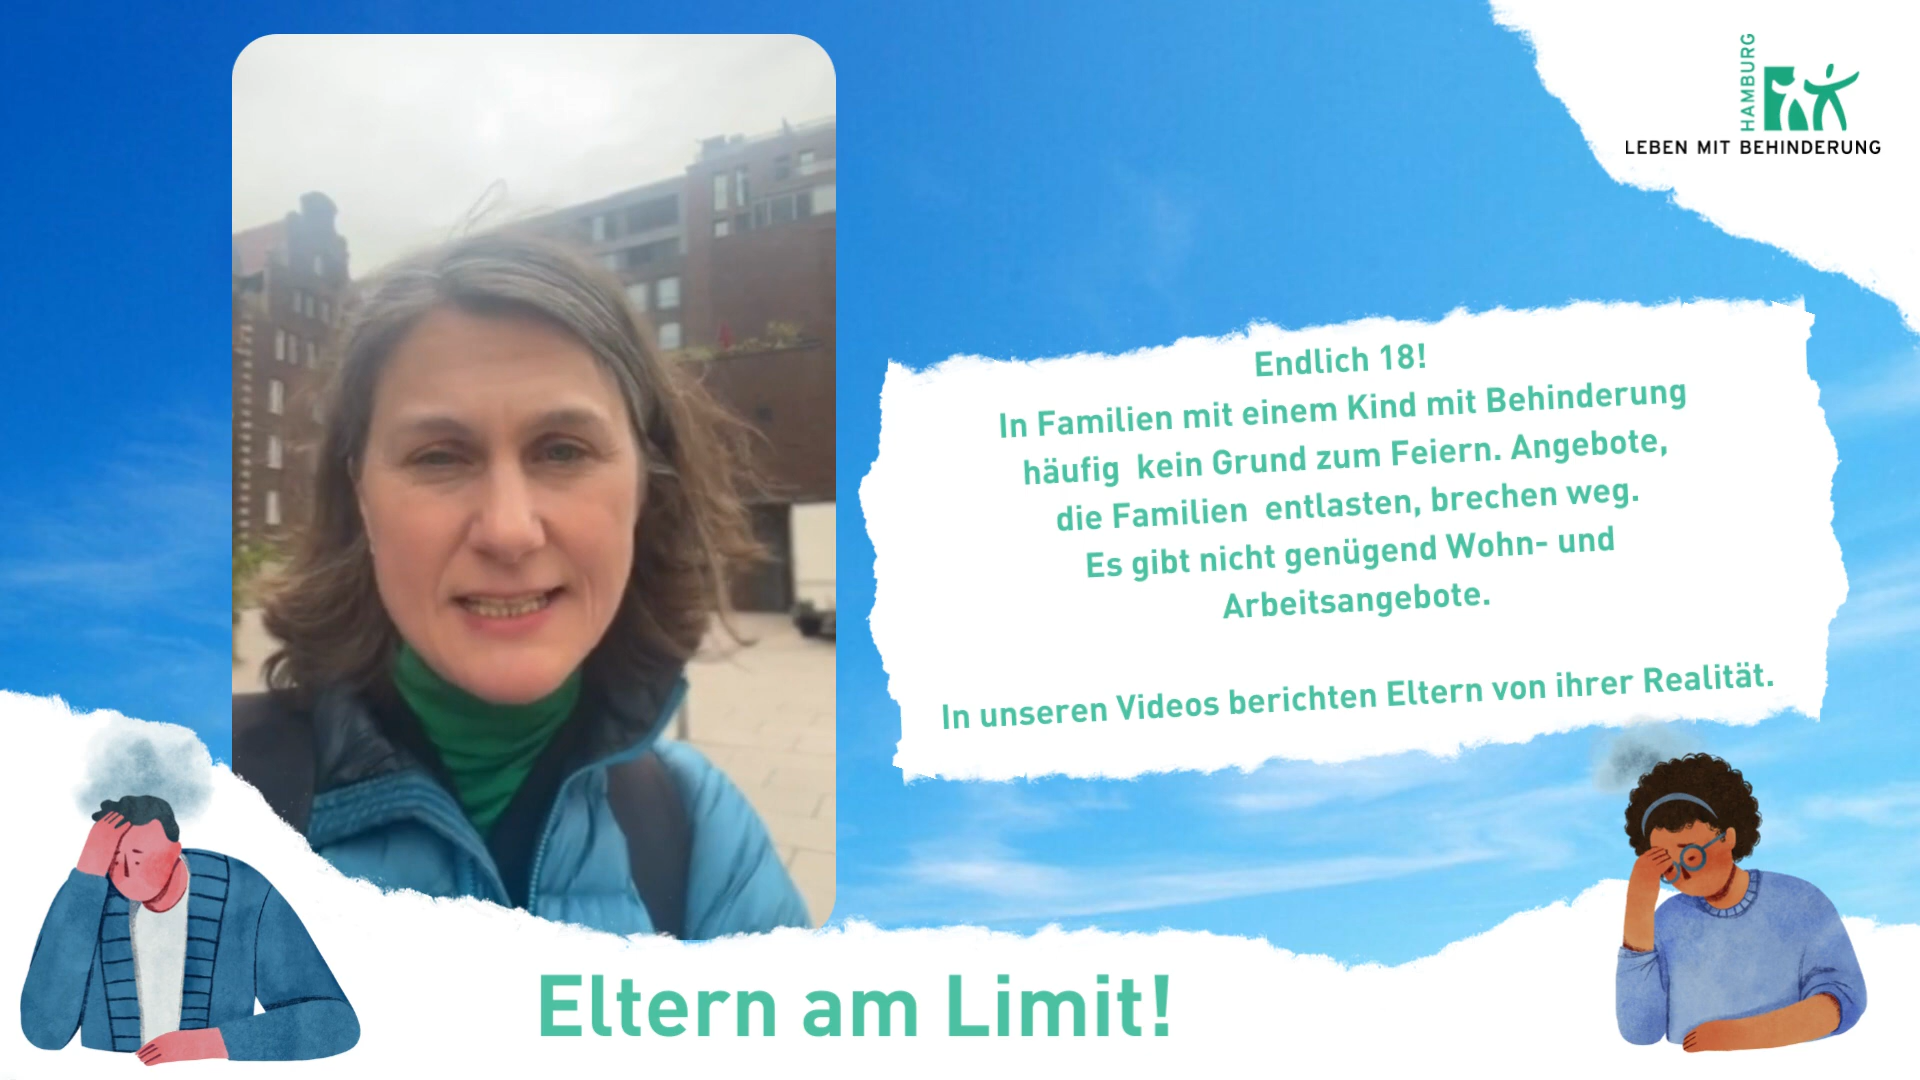 HAMBURG
LEBEN MIT BEHINDERUNG
Endlich 18!
In Familien mit einem Kind mit Behinderung
häufig kein Grund zum Feiern. Angebote,
die Familien entlasten, brechen weg.
Es gibt nicht genügend Wohn- und
Arbeitsangebote.
In unseren Videos berichten Eltern von ihrer Realität.
Eltern am Limit!